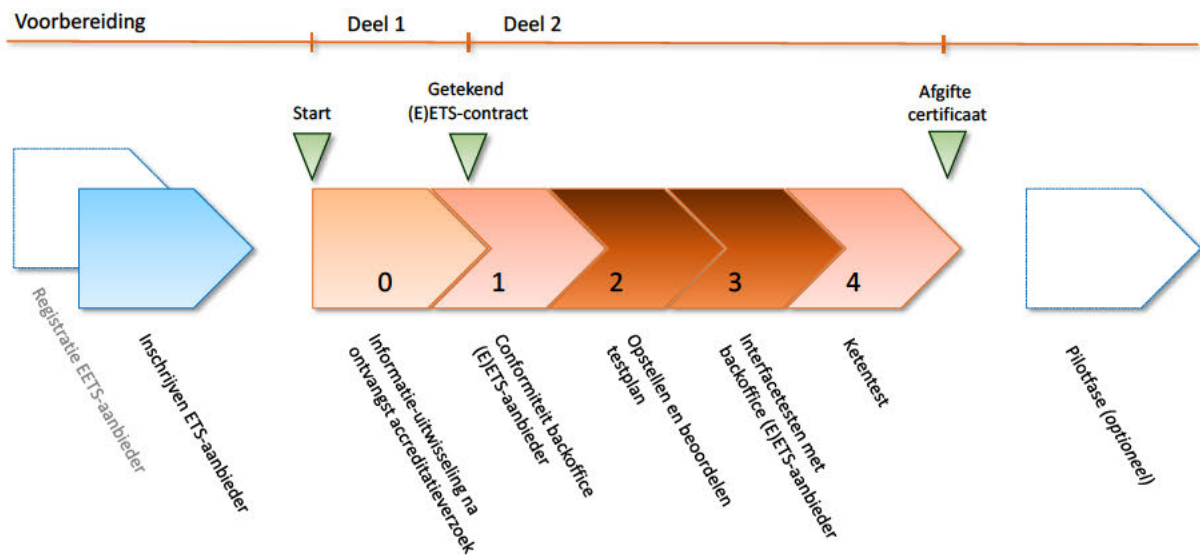 Voorbereiding
Deel 1
Deel 2
Start
Getekend
(E)ETS-contract
Afgifte
certificaat
0
1
2
3
4
Registratie EETS-aanbieder
Inschrijven ETS-aanbieder
Informatie-uitwisseling na
ontvangst accreditatieverzoek
Conformiteit backoffice
(E)ETS-aanbieder
Opstellen en beoordelen
testplan
Interfacetesten met
backoffice (E)ETS-aanbieder
Ketentest
Pilotfase (optioneel)